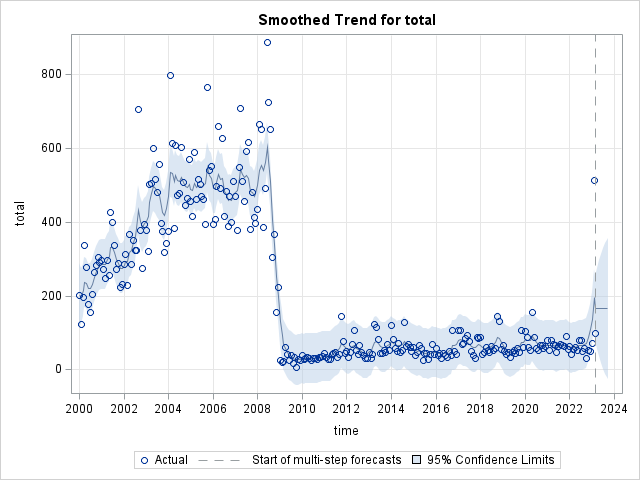 Smoothed Trend for total
800
600
400
200
0
total
2000 2002 2004 2006 2008 2010 2012 2014 2016 2018 2020 2022 2024
time
Actual Start of multi-step forecasts 95% Confidence Limits